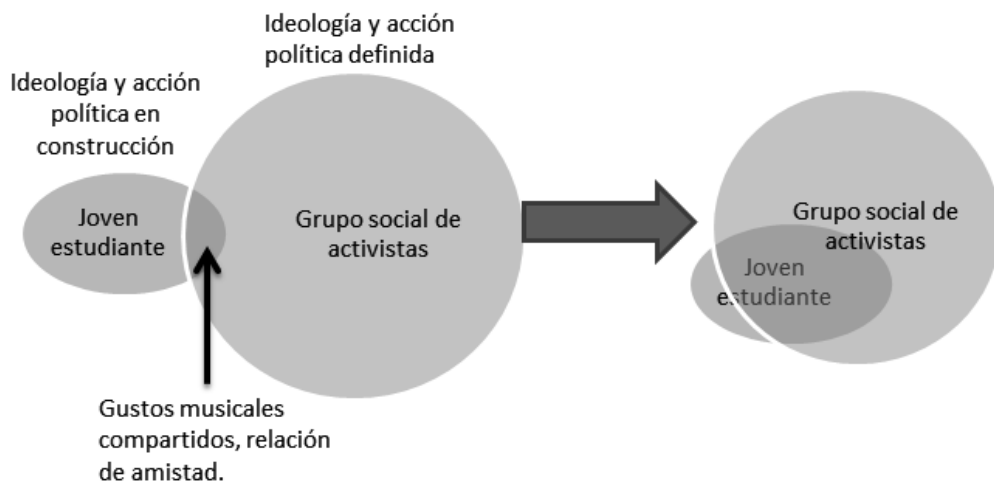 Ideología y acción
política definida
Ideología y acción
política en
construcción
Joven
estudiante
Grupo social de
activistas
Gustos musicales
compartidos, relación
de amistad.
Grupo social de
activistas
Joven
estudiante